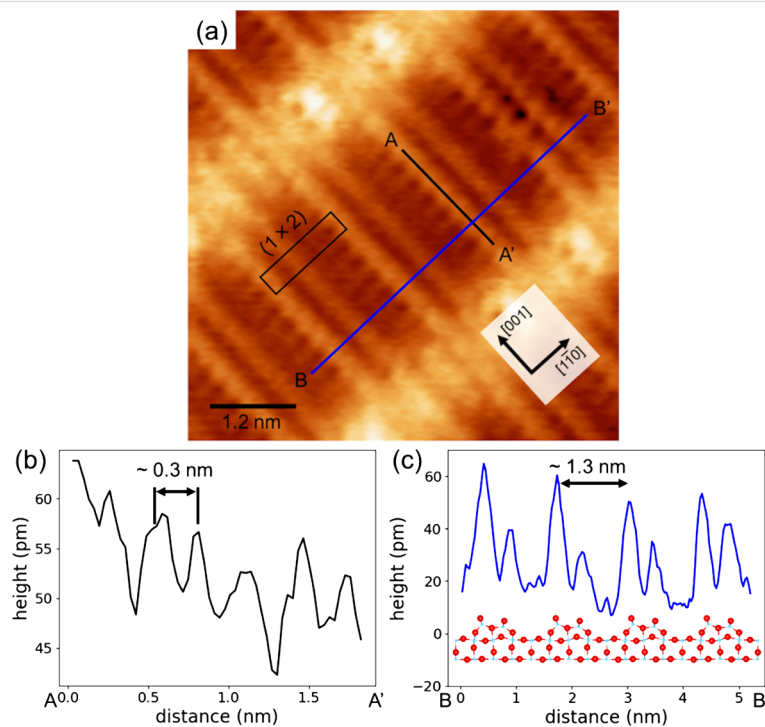 (a)
A
B'
(1×2)
A'
[001]
[11̄0]
B
1.2 nm
(b)
~ 0.3 nm
height (pm)
60
55
50
45
A 0.0 0.5 1.0 1.5 A'
distance (nm)
(c)
~ 1.3 nm
height (pm)
60
40
20
0
−20
B 0 1 2 3 4 5 B
distance (nm)